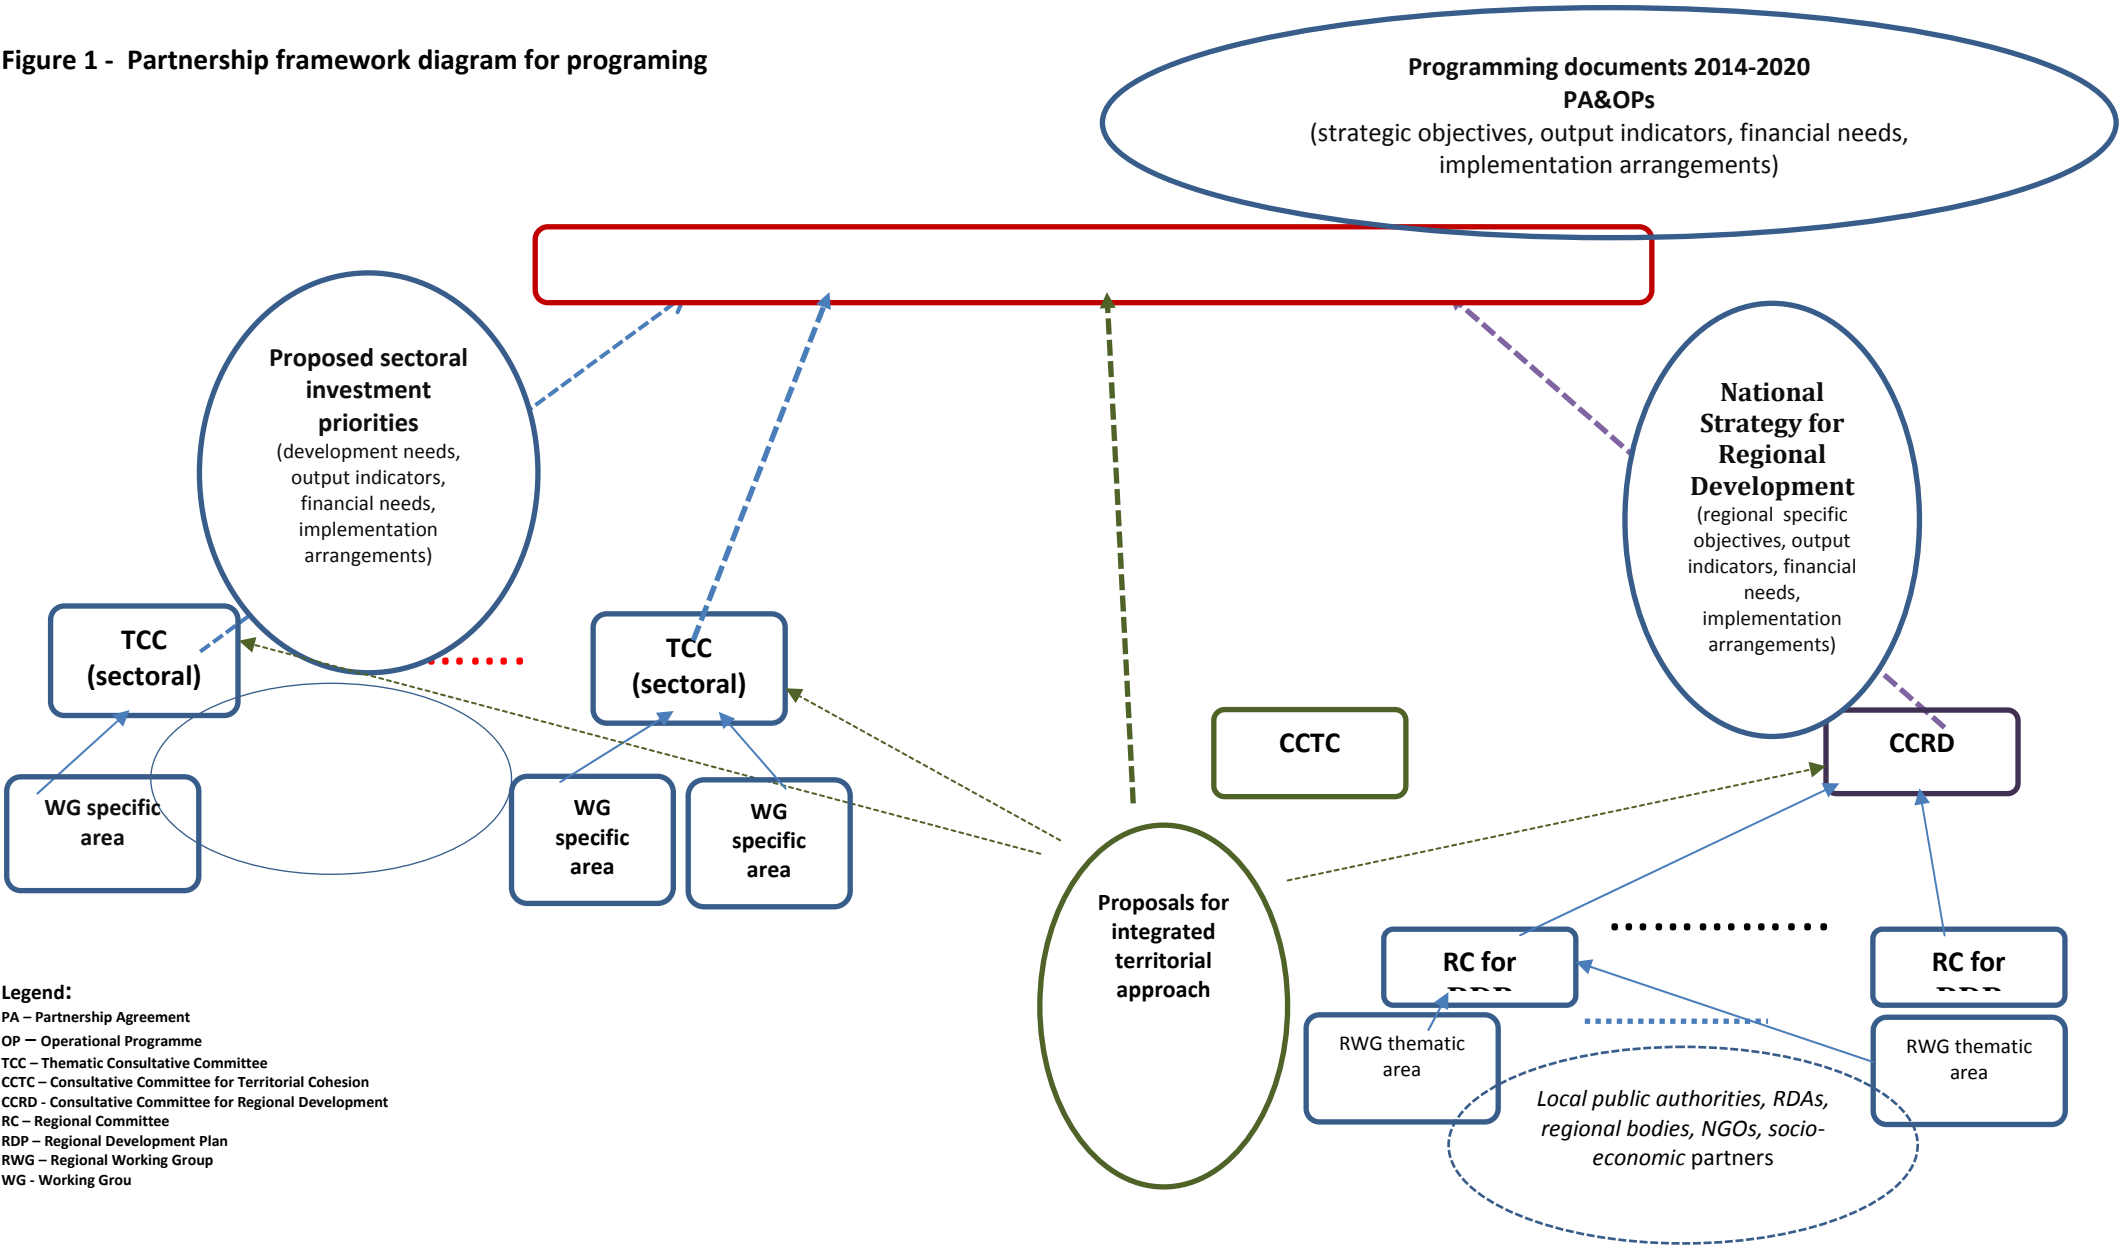 Figure 1 - Partnership framework diagram for programing
Programming documents 2014-2020
PA&OPs
(strategic objectives, output indicators, financial needs,
implementation arrangements)
Proposed sectoral
investment
priorities
(development needs,
output indicators,
financial needs,
implementation
arrangements)
National
Strategy for
Regional
Development
(regional specific
objectives, output
indicators, financial
needs,
implementation
arrangements)
TCC
(sectoral)
TCC
(sectoral)
CCTC
CCRD
WG specific
area
WG
specific
area
WG
specific
area
Proposals for
integrated
territorial
approach
RC for
RC for
RWG thematic
area
RWG thematic
area
Local public authorities, RDAs,
regional bodies, NGOs, socio-
economic partners
Legend:
PA – Partnership Agreement
OP – Operational Programme
TCC – Thematic Consultative Committee
CCTC – Consultative Committee for Territorial Cohesion
CCRD - Consultative Committee for Regional Development
RC – Regional Committee
RDP – Regional Development Plan
RWG – Regional Working Group
WG - Working Grou